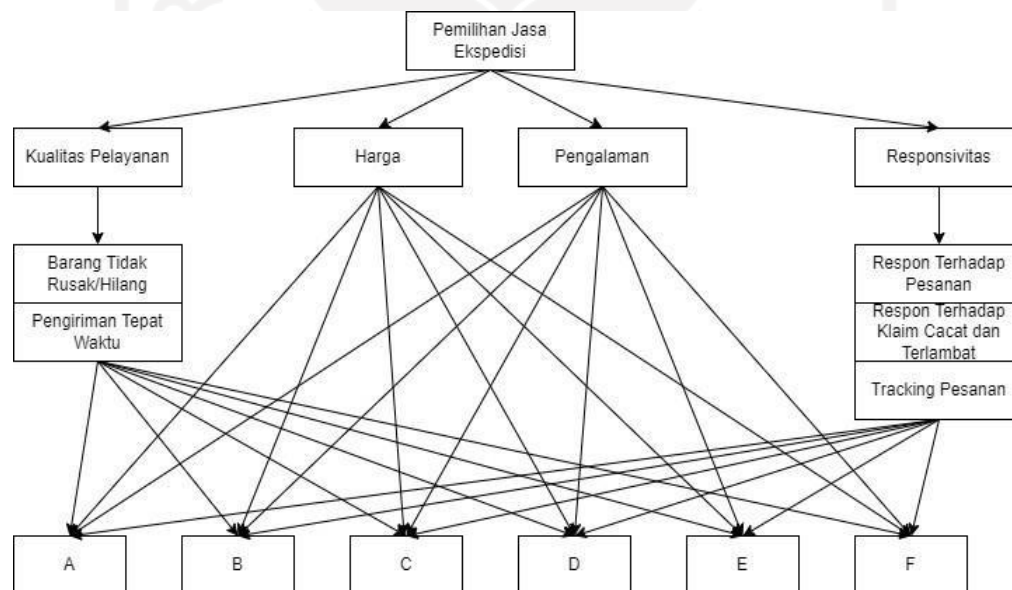 Pemilihan Jasa
Ekspedisi
Kualitas Pelayanan
Harga
Pengalaman
Responsivitas
Barang Tidak
Rusak/Hilang
Pengiriman Tepat
Waktu
Respon Terhadap
Pesanan
Respon Terhadap
Klaim Cacat dan
Terlambat
Tracking Pesanan
A
B
C
D
E
F